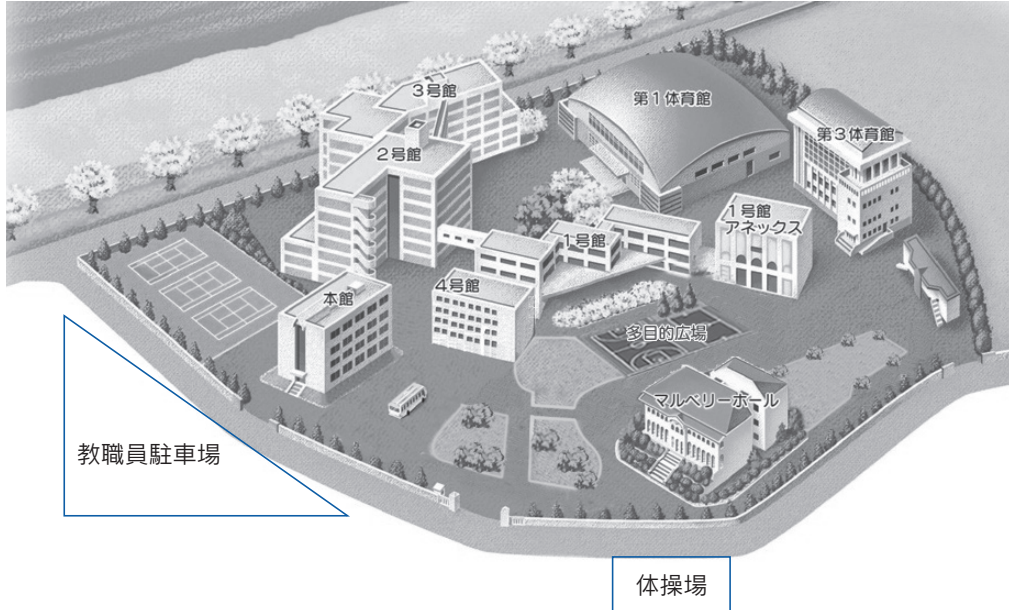 3号館
第1体育館
第3体育館
2号館
1号館
アネックス
1号館
本館
4号館
多目的広場
マルベリーホール
教職員駐車場
体操場